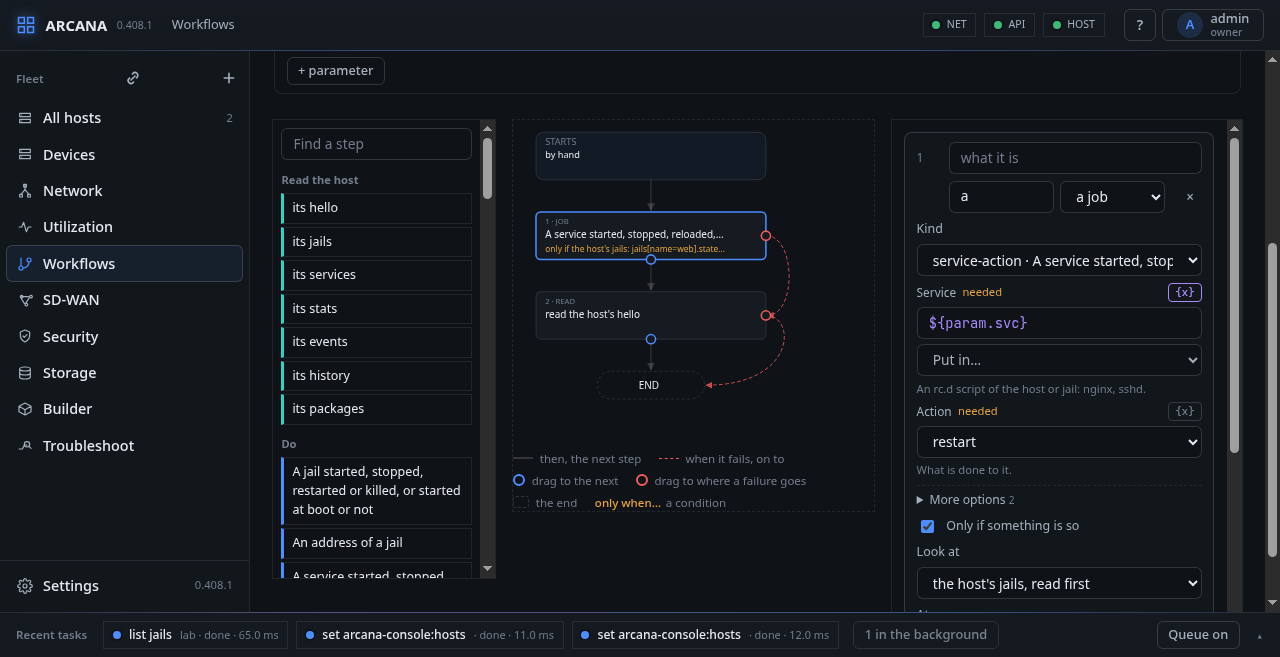 ARCANA 0.408.1 Workflows
NET
API
HOST
?
A
admin
owner
Fleet
+
All hosts 2
Devices
Network
Utilization
Workflows
SD-WAN
Security
Storage
Builder
Troubleshoot
Settings 0.408.1
+ parameter
Find a step
Read the host
its hello
its jails
its services
its stats
its events
its history
its packages
Do
A jail started, stopped,
restarted or killed, or started
at boot or not
An address of a jail
A service started, stopped
STARTS
by hand
1 · JOB
A service started, stopped, reloaded,...
only if the host's jails: jails[name=web].state...
2 · READ
read the host's hello
END
then, the next step
when it fails, on to
drag to the next
drag to where a failure goes
the end
only when... a condition
1
what it is
a
a job
×
Kind
service-action · A service started, stop
Service needed {x}
${param.svc}
Put in...
An rc.d script of the host or jail: nginx, sshd.
Action needed {x}
restart
What is done to it.
More options 2
Only if something is so
Look at
the host's jails, read first
Recent tasks
list jails lab · done · 65.0 ms
set arcana-console:hosts · done · 11.0 ms
set arcana-console:hosts · done · 12.0 ms
1 in the background
Queue on